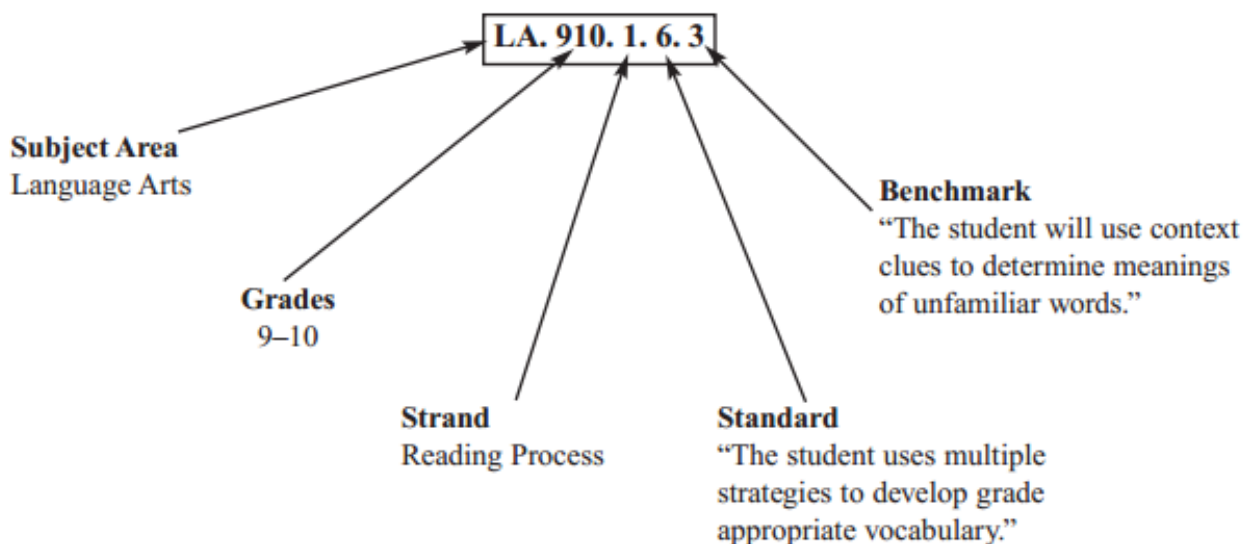 LA. 910. 1. 6. 3
Subject Area
Language Arts
Grades
9–10
Strand
Reading Process
Standard
“The student uses multiple
strategies to develop grade
appropriate vocabulary.”
Benchmark
“The student will use context
clues to determine meanings
of unfamiliar words.”